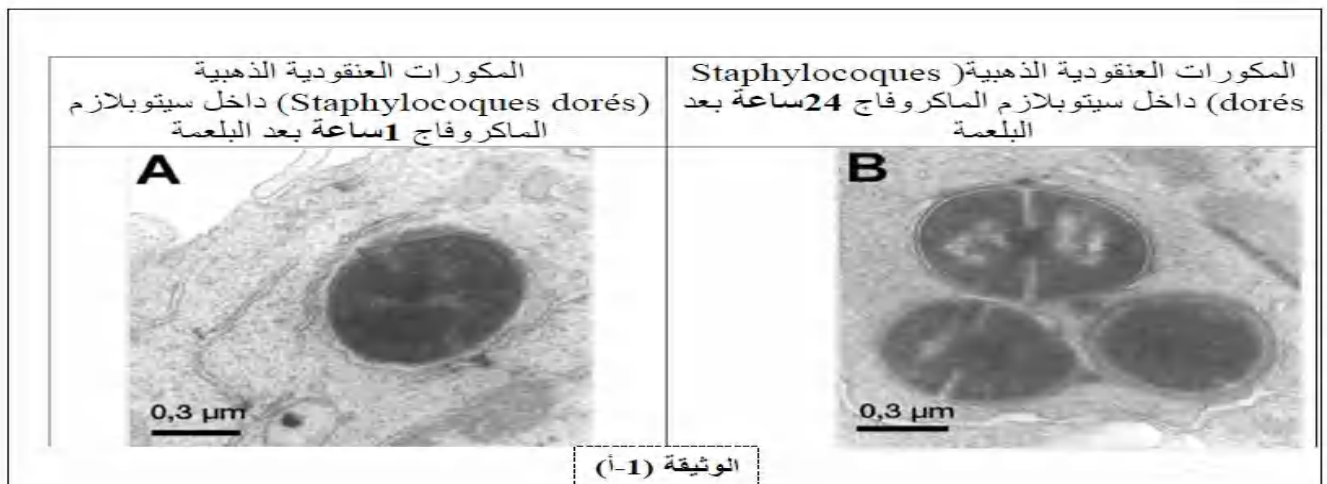 المكورات العنقودية الذهبية( Staphylocoques
dorés) داخل سيتوبلازم الماكروفاج 24ساعة بعد
البلعمة
المكورات العنقودية الذهبية
(Staphylocoques dorés) داخل سيتوبلازم
الماكروفاج 1ساعة بعد البلعمة
A
B
0,3 µm
0,3 µm
الوثيقة (1-أ)